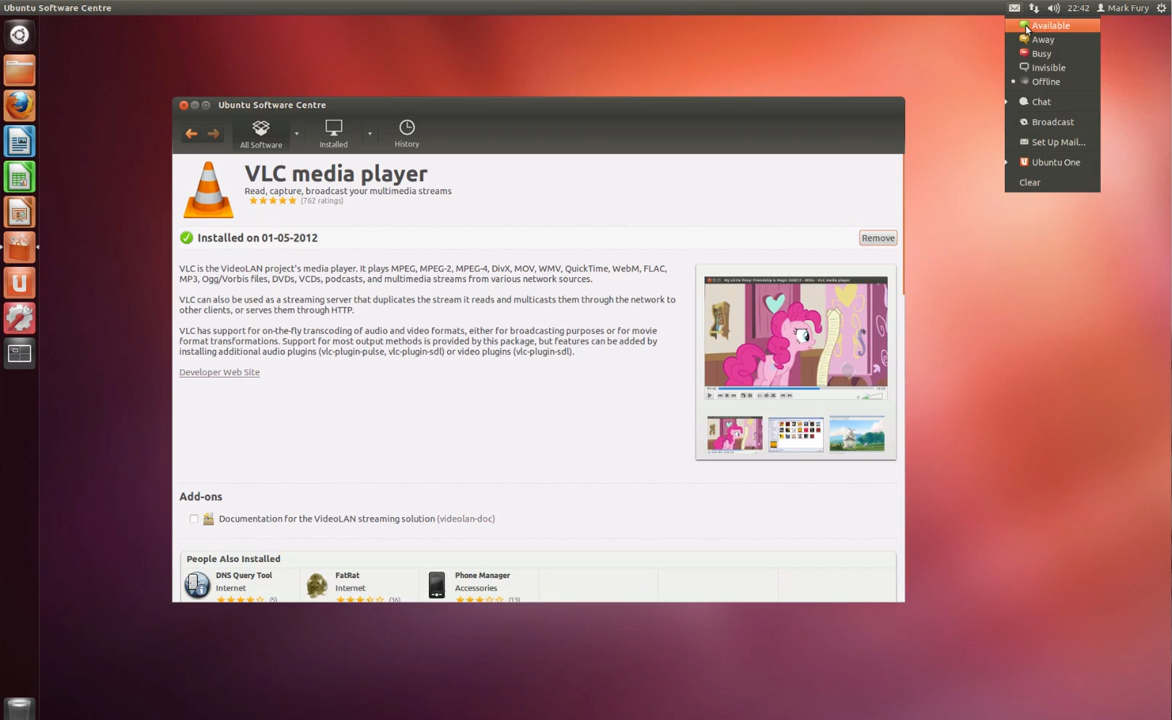 Ubuntu Software Centre
22:42
Mark Fury
Available
Away
Busy
Invisible
Offline
Chat
Broadcast
Set Up Mail...
Ubuntu One
Clear
Ubuntu Software Centre
All Software
Installed
History
VLC media player
Read, capture, broadcast your multimedia streams
(762 ratings)
Installed on 01-05-2012
Remove
VLC is the VideoLAN project's media player. It plays MPEG, MPEG-2, MPEG-4, DivX, MOV, WMV, QuickTime, WebM, FLAC,
MP3, Ogg/Vorbis files, DVDs, VCDs, podcasts, and multimedia streams from various network sources.
VLC can also be used as a streaming server that duplicates the stream it reads and multicasts them through the network to
other clients, or serves them through HTTP.
VLC has support for on-the-fly transcoding of audio and video formats, either for broadcasting purposes or for movie
format transformations. Support for most output methods is provided by this package, but features can be added by
installing additional audio plugins (vlc-plugin-pulse, vlc-plugin-sdl) or video plugins (vlc-plugin-sdl).
Developer Web Site
Add-ons
Documentation for the VideoLAN streaming solution (videolan-doc)
People Also Installed
DNS Query Tool
Internet
(5)
FatRat
Internet
(16)
Phone Manager
Accessories
(13)